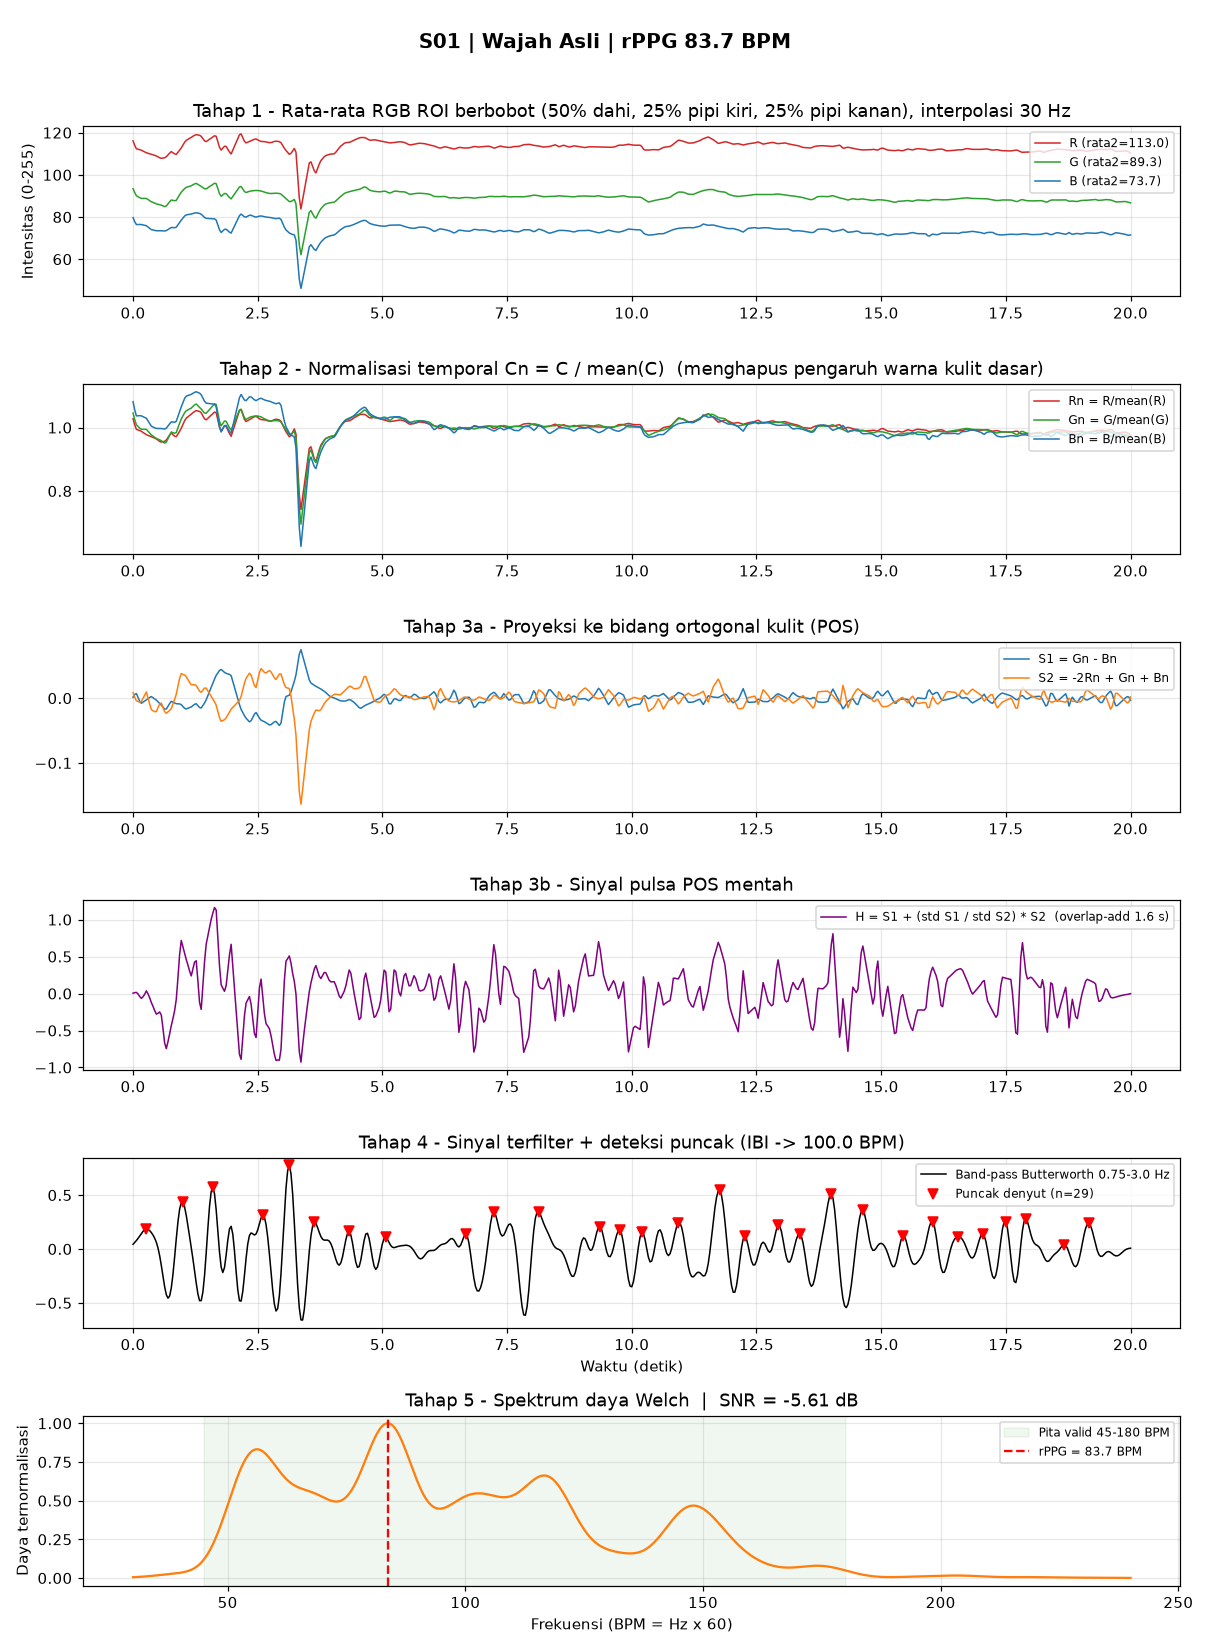 S01 | Wajah Asli | rPPG 83.7 BPM
Tahap 1 - Rata-rata RGB ROI berbobot (50% dahi, 25% pipi kiri, 25% pipi kanan), interpolasi 30 Hz
Intensitas (0-255)
120
100
80
60
R (rata2=113.0)
G (rata2=89.3)
B (rata2=73.7)
0.0 2.5 5.0 7.5 10.0 12.5 15.0 17.5 20.0
Tahap 2 - Normalisasi temporal Cn = C / mean(C)  (menghapus pengaruh warna kulit dasar)
1.0
0.8
Rn = R/mean(R)
Gn = G/mean(G)
Bn = B/mean(B)
0.0 2.5 5.0 7.5 10.0 12.5 15.0 17.5 20.0
Tahap 3a - Proyeksi ke bidang ortogonal kulit (POS)
0.0
−0.1
S1 = Gn - Bn
S2 = -2Rn + Gn + Bn
0.0 2.5 5.0 7.5 10.0 12.5 15.0 17.5 20.0
Tahap 3b - Sinyal pulsa POS mentah
1.0
0.5
0.0
−0.5
−1.0
H = S1 + (std S1 / std S2) * S2  (overlap-add 1.6 s)
0.0 2.5 5.0 7.5 10.0 12.5 15.0 17.5 20.0
Tahap 4 - Sinyal terfilter + deteksi puncak (IBI -> 100.0 BPM)
0.5
0.0
−0.5
Band-pass Butterworth 0.75-3.0 Hz
Puncak denyut (n=29)
0.0 2.5 5.0 7.5 10.0 12.5 15.0 17.5 20.0
Waktu (detik)
Tahap 5 - Spektrum daya Welch  |  SNR = -5.61 dB
Daya ternormalisasi
1.00
0.75
0.50
0.25
0.00
Pita valid 45-180 BPM
rPPG = 83.7 BPM
50 100 150 200 250
Frekuensi (BPM = Hz x 60)